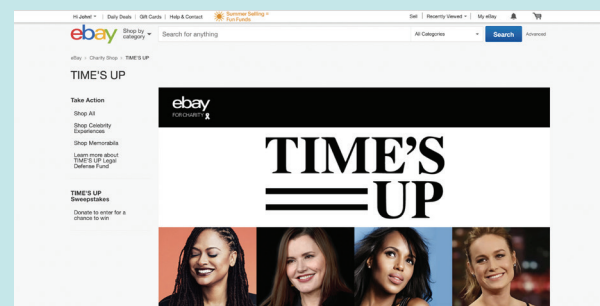 Hi Jaihel! Daily Deals Gift Cards Help & Contact Summer Selling = Fun Funds Sell Recently Viewed My eBay
ebay Shop by category Search for anything All Categories Search Advanced
eBay > Charity Shop > TIME'S UP
TIME'S UP
Take Action
Shop All
Shop Celebrity
Experiences
Shop Memorabilia
Learn more about
TIME'S UP Legal
Defense Fund
TIME'S UP
Sweepstakes
Donate to enter for a
chance to win
ebay
FOR CHARITY
TIME'S
UP